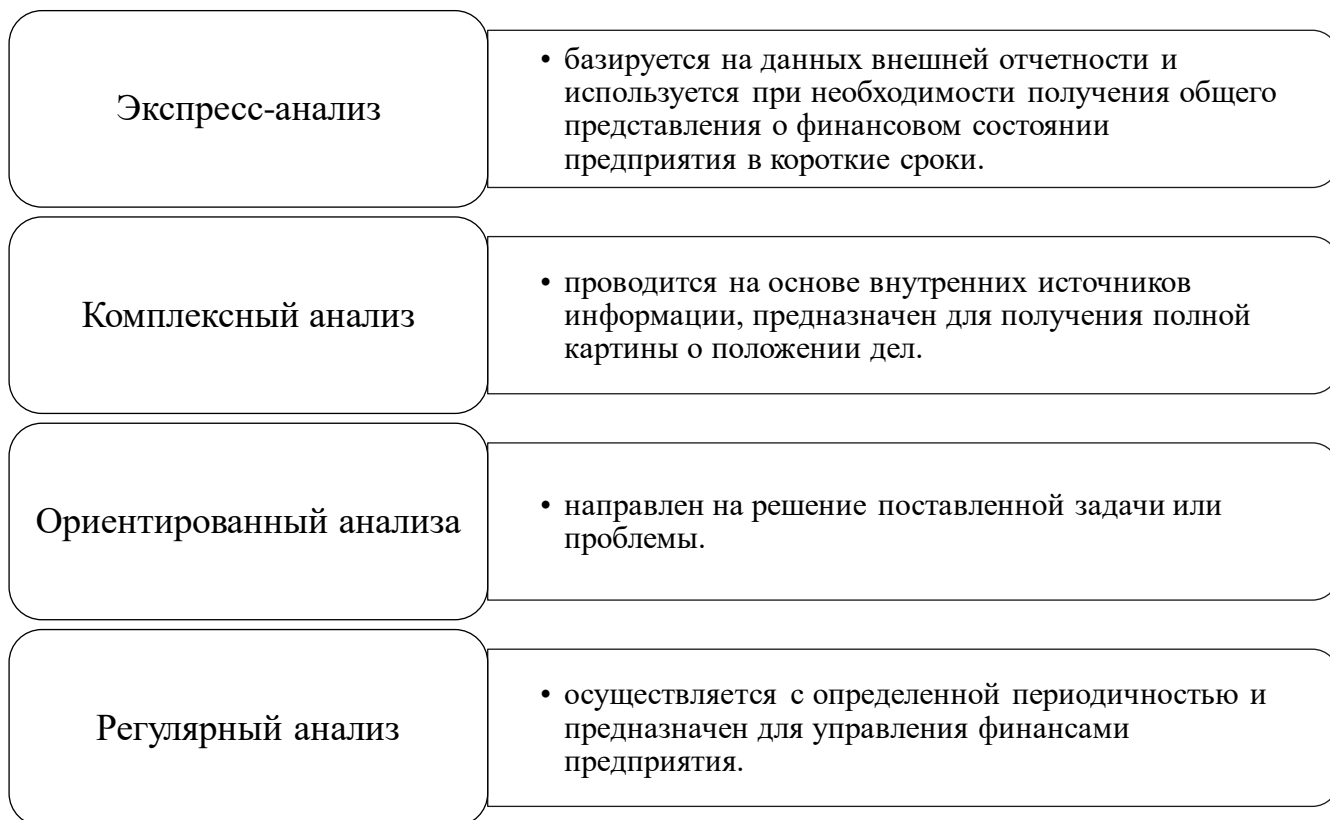 Экспресс-анализ
• базируется на данных внешней отчетности и
используется при необходимости получения общего
представления о финансовом состоянии
предприятия в короткие сроки.
Комплексный анализ
• проводится на основе внутренних источников
информации, предназначен для получения полной
картины о положении дел.
Ориентированный анализа
• направлен на решение поставленной задачи или
проблемы.
Регулярный анализ
• осуществляется с определенной периодичностью и
предназначен для управления финансами
предприятия.